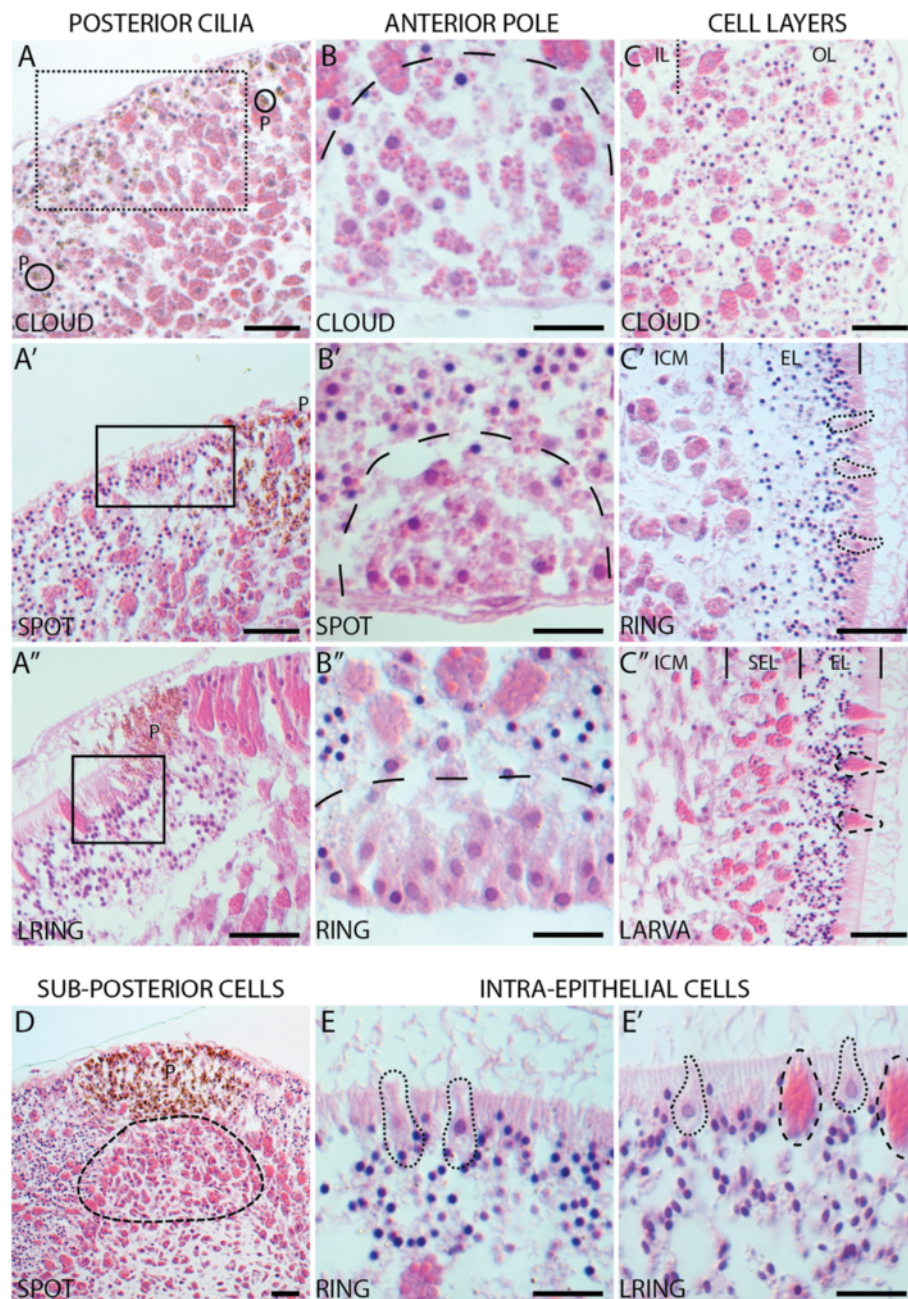 POSTERIOR CILIA ANTERIOR POLE CELL LAYERS
A B C IL OL
P
P
CLOUD CLOUD CLOUD
A' B' C' ICM EL
P
SPOT SPOT RING
A" B" C" ICM SEL EL
P
LRING RING LARVA
SUB-POSTERIOR CELLS INTRA-EPITHELIAL CELLS
D E E'
P
SPOT RING LRING